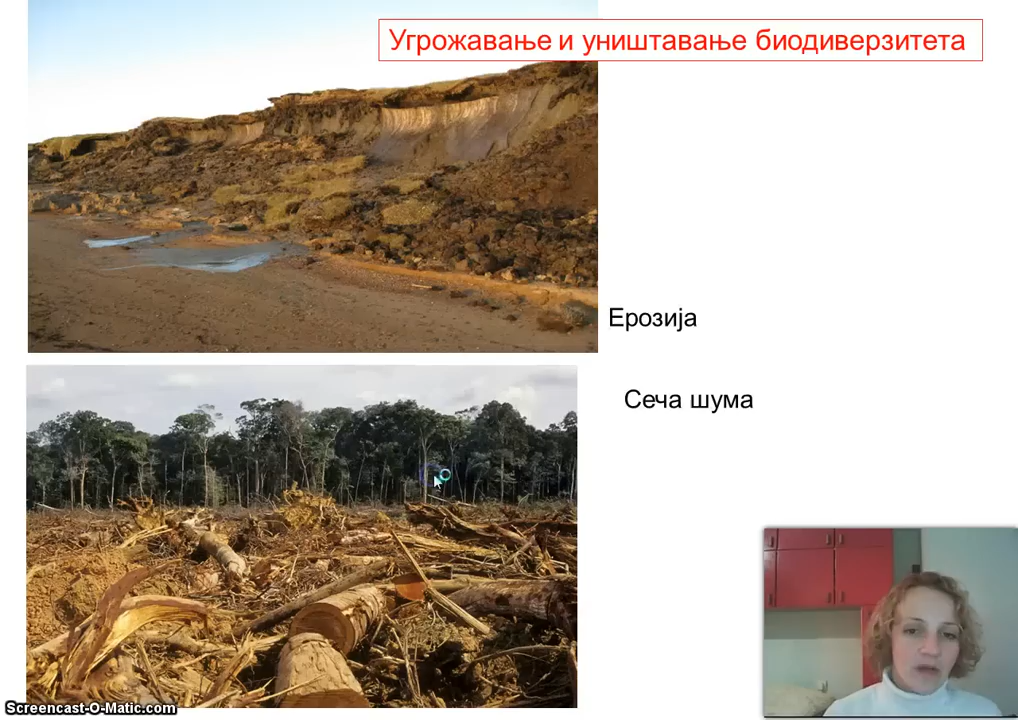 Угрожавање и уништавање биодиверзитета
Ерозија
Сеча шума
Screencast-O-Matic.com